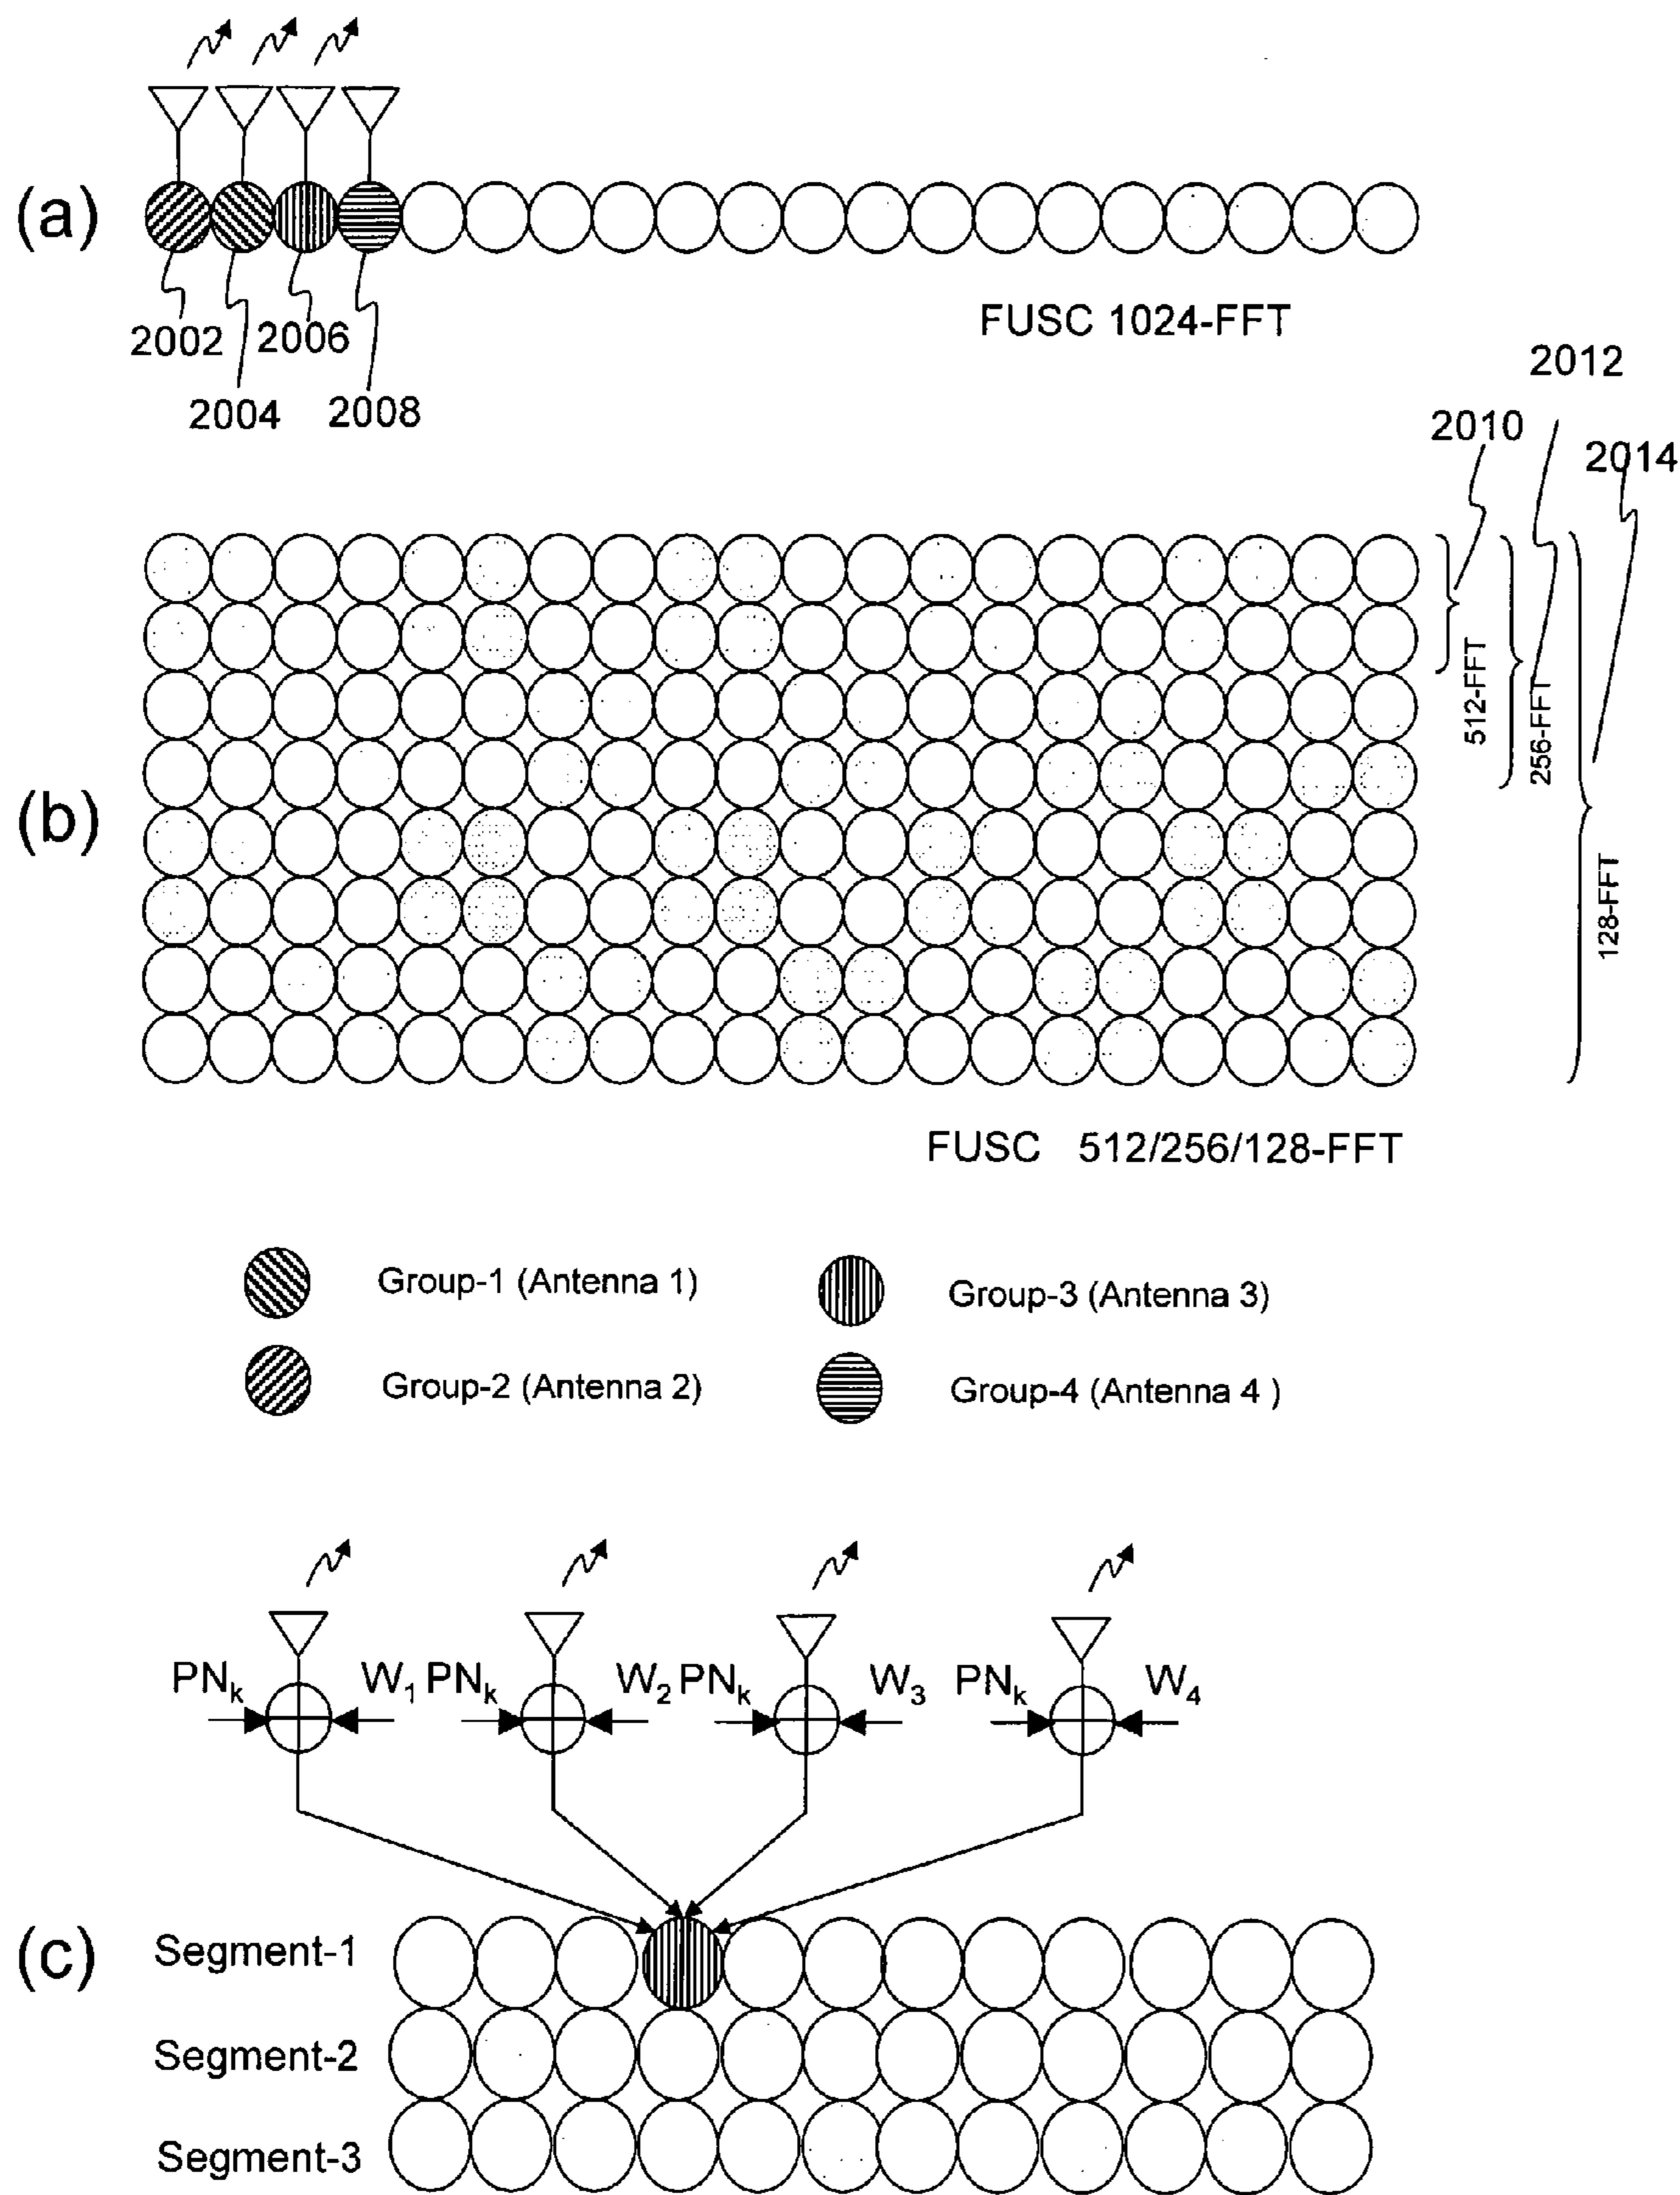 (a)
2002
2006
2004
2008
FUSC 1024-FFT
2012
2010
2014
(b)
512-FFT
256-FFT
128-FFT
FUSC 512/256/128-FFT
Group-1 (Antenna 1)
Group-3 (Antenna 3)
Group-2 (Antenna 2)
Group-4 (Antenna 4 )
PNk W1 PNk W2 PNk W3 PNk W4
(c)
Segment-1
Segment-2
Segment-3